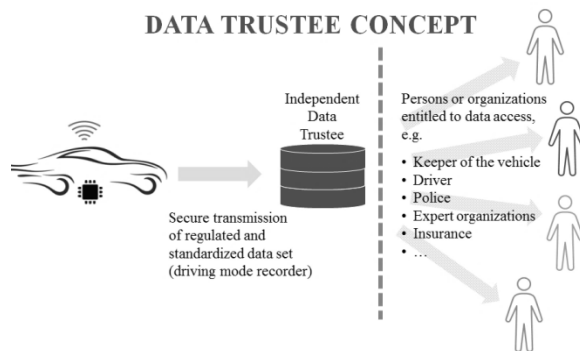 DATA TRUSTEE CONCEPT
Independent
Data
Trustee
Secure transmission
of regulated and
standardized data set
(driving mode recorder)
Persons or organizations
entitled to data access,
e.g.
• Keeper of the vehicle
• Driver
• Police
• Expert organizations
• Insurance
• …